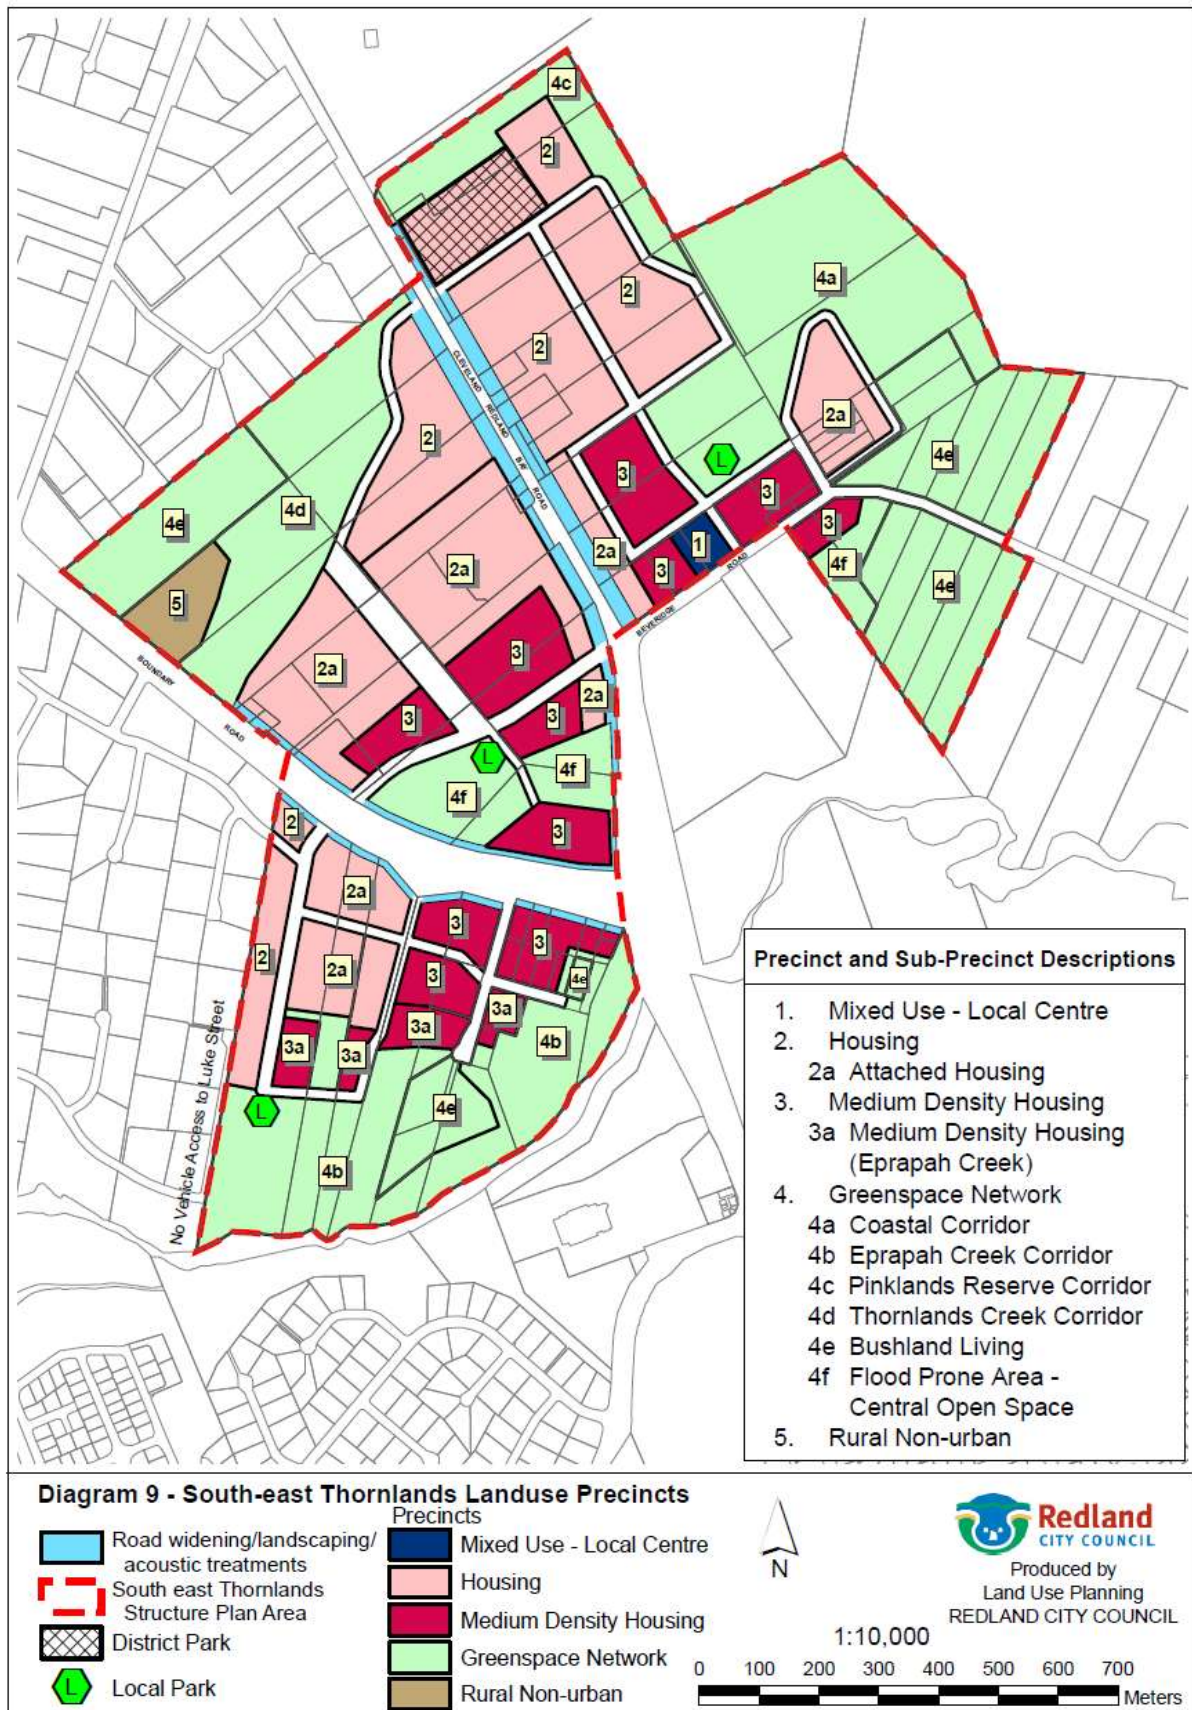 4c
2
4a
2
2
CLEVELAND REDLAND BAY ROAD
2a
2
L
3
4e
3
4d
4e
3
1
2a
2a
3
4f
4e
5
BEVERIDGE ROAD
3
2a
2a
BOUNDARY ROAD
3
3
L
4f
4f
2
3
2a
3
3
2
2a
3
4e
3a
3a
4b
3a
3a
L
4e
4b
No Vehicle Access to Luke Street
Precinct and Sub-Precinct Descriptions
1. Mixed Use - Local Centre
2. Housing
2a Attached Housing
3. Medium Density Housing
3a Medium Density Housing
(Eprapah Creek)
4. Greenspace Network
4a Coastal Corridor
4b Eprapah Creek Corridor
4c Pinklands Reserve Corridor
4d Thornlands Creek Corridor
4e Bushland Living
4f Flood Prone Area -
Central Open Space
5. Rural Non-urban
Diagram 9 - South-east Thornlands Landuse Precincts
Road widening/landscaping/
acoustic treatments
South east Thornlands
Structure Plan Area
District Park
L Local Park
Precincts
Mixed Use - Local Centre
Housing
Medium Density Housing
Greenspace Network
Rural Non-urban
N
Redland
CITY COUNCIL
Produced by
Land Use Planning
REDLAND CITY COUNCIL
1:10,000
0 100 200 300 400 500 600 700
Meters